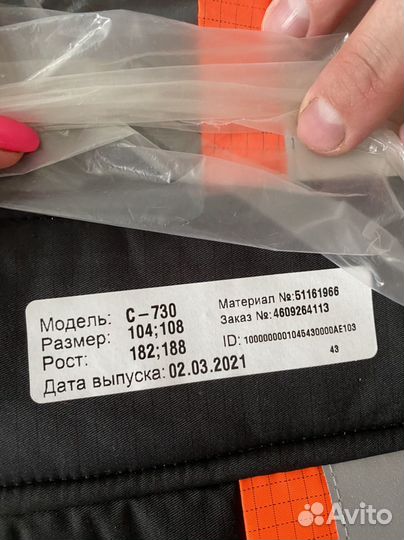 Модель: С-730
Размер: 104;108
Рост: 182;188
Дата выпуска: 02.03.2021
Материал №:51161966
Заказ №:4609264113
ID: 1000000001045430000AE103
43
Avito